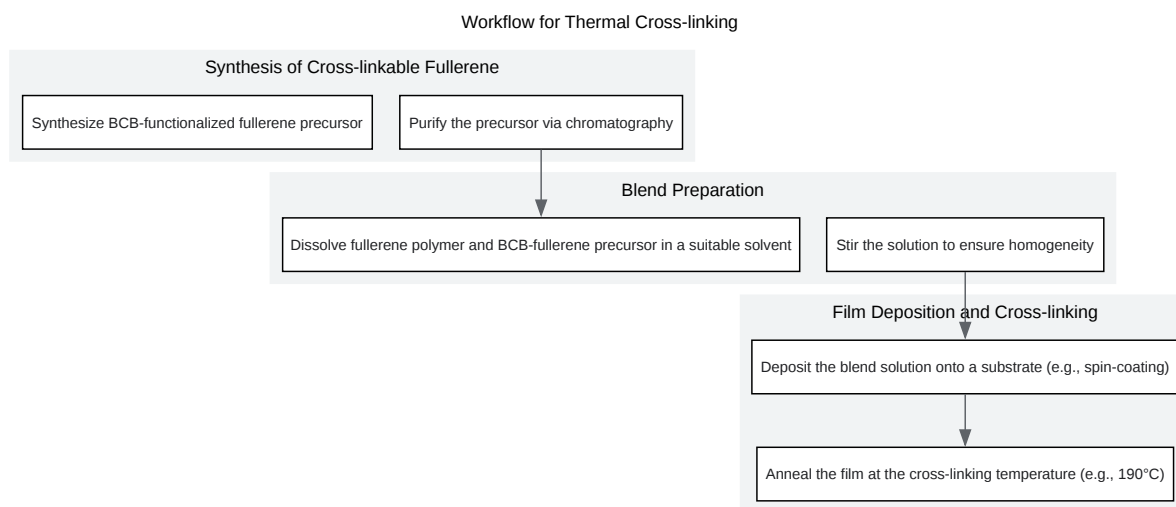 Workflow for Thermal Cross-linking
Synthesis of Cross-linkable Fullerene
Synthesize BCB-functionalized fullerene precursor
Purify the precursor via chromatography
Blend Preparation
Dissolve fullerene polymer and BCB-fullerene precursor in a suitable solvent
Stir the solution to ensure homogeneity
Film Deposition and Cross-linking
Deposit the blend solution onto a substrate (e.g., spin-coating)
Anneal the film at the cross-linking temperature (e.g., 190°C)